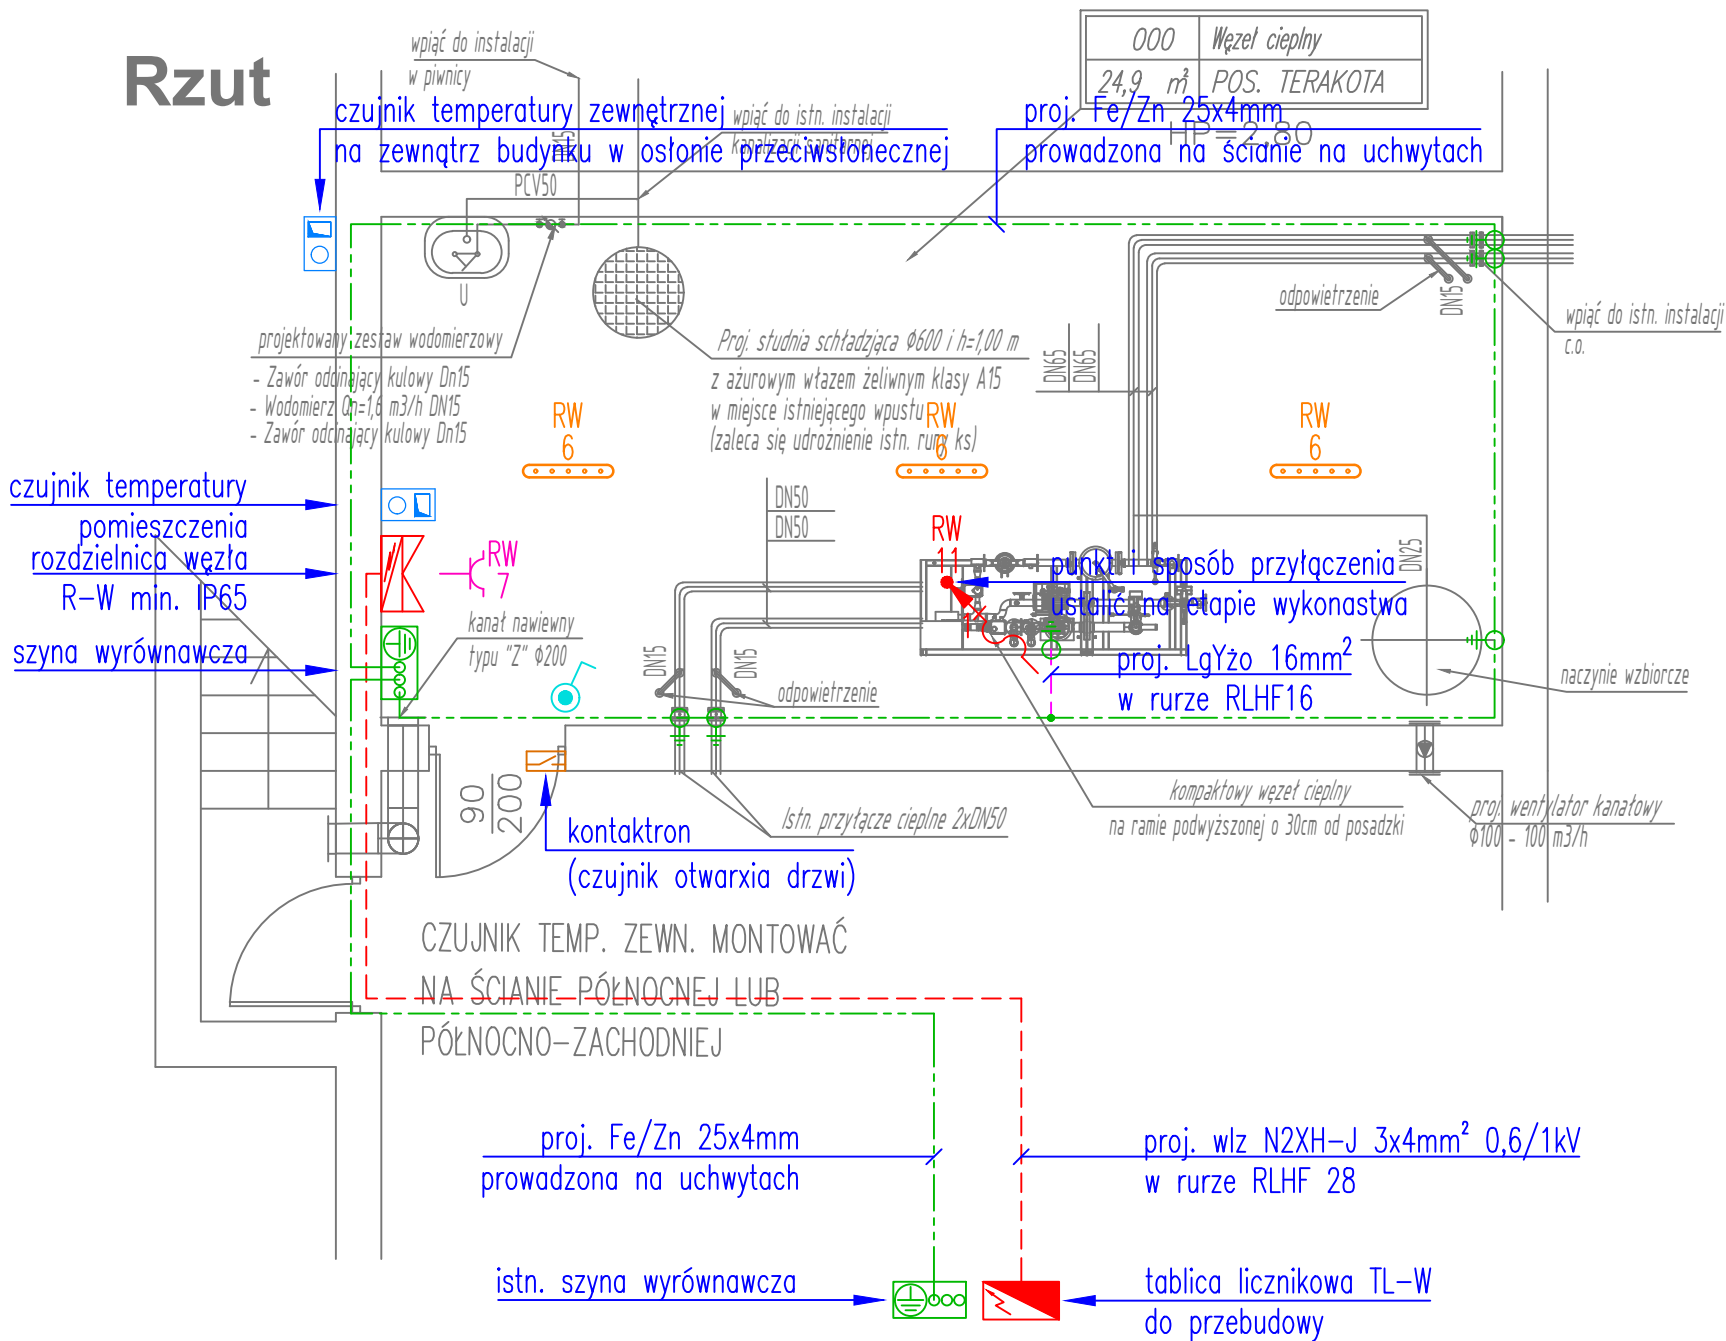 Rzut
wpiąć do instalacji
w piwnicy
000 Węzeł cieplny
24,9 m² POS. TERAKOTA
HP=2,80
czujnik temperatury zewnętrznej
na zewnątrz budynku w osłonie przeciwsłonecznej
wpiąć do istn. instalacji
kanalizacji sanitarnej
DN15
PCV50
proj. Fe/Zn 25x4mm
prowadzona na ścianie na uchwytach
U
projektowany zestaw wodomierzowy
- Zawór odcinający kulowy Dn15
- Wodomierz Qn=1,6 m3/h DN15
- Zawór odcinający kulowy Dn15
Proj. studnia schładzająca Φ600 i h=1,00 m
z ażurowym włazem żeliwnym klasy A15
w miejsce istniejącego wpustu
(zaleca się udrożnienie istn. rury ks)
DN65
DN65
odpowietrzenie
DN15
wpiąć do istn. instalacji
c.o.
RW
6
RW
6
RW
6
czujnik temperatury
pomieszczenia
rozdzielnica węzła
R-W min. IP65
szyna wyrównawcza
RW
7
DN50
DN50
RW
11
1
punkt i sposób przyłączenia
ustalić na etapie wykonastwa
DN25
kanał nawiewny
typu "Z" Φ200
DN15
DN15
odpowietrzenie
proj. LgYżo 16mm²
w rurze RLHF16
naczynie wzbiorcze
90
200
kontaktron
(czujnik otwarxia drzwi)
Istn. przyłącze cieplne 2xDN50
kompaktowy węzeł cieplny
na ramie podwyższonej o 30cm od posadzki
proj. wentylator kanałowy
Φ100 - 100 m3/h
CZUJNIK TEMP. ZEWN. MONTOWAĆ
NA ŚCIANIE PÓŁNOCNEJ LUB
PÓŁNOCNO-ZACHODNIEJ
proj. Fe/Zn 25x4mm
prowadzona na uchwytach
proj. wlz N2XH-J 3x4mm² 0,6/1kV
w rurze RLHF 28
istn. szyna wyrównawcza
tablica licznikowa TL-W
do przebudowy